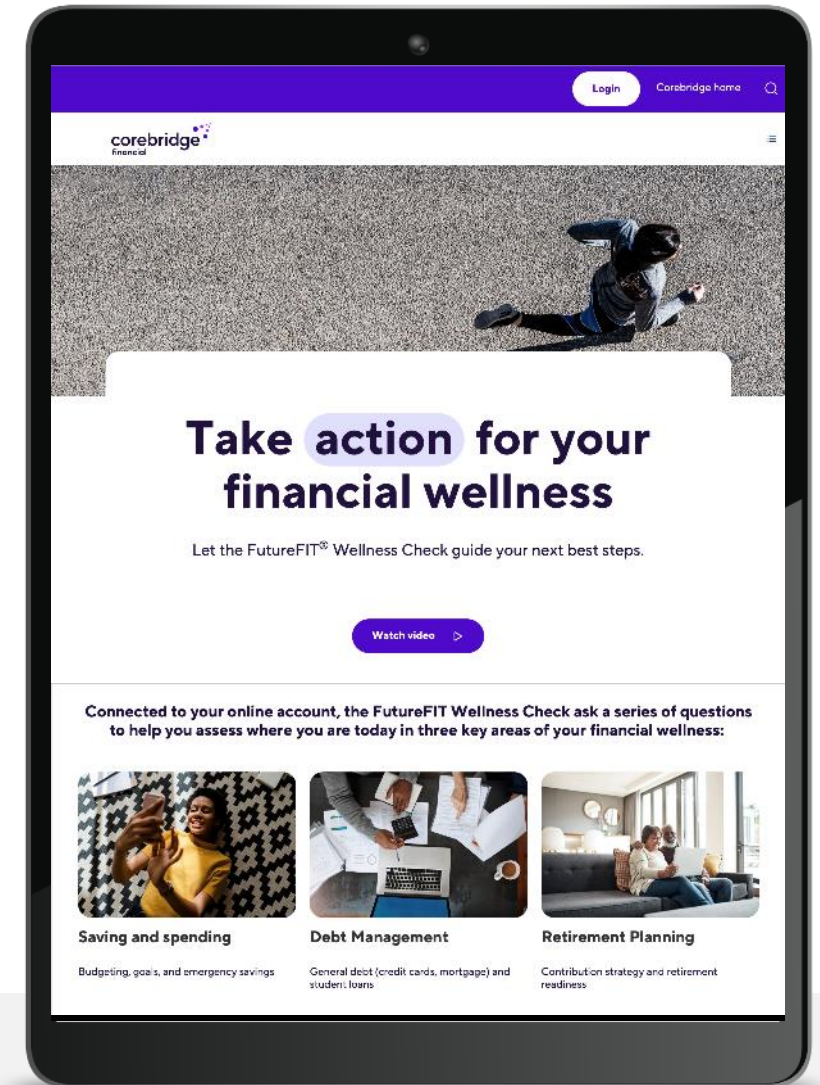 Login
Corebridge home
corebridge
financial
Take action for your
financial wellness
Let the FutureFIT® Wellness Check guide your next best steps.
Watch video
Connected to your online account, the FutureFIT Wellness Check ask a series of questions
to help you assess where you are today in three key areas of your financial wellness:
Saving and spending
Budgeting, goals, and emergency savings
Debt Management
General debt (credit cards, mortgage) and
student loans
Retirement Planning
Contribution strategy and retirement
readiness